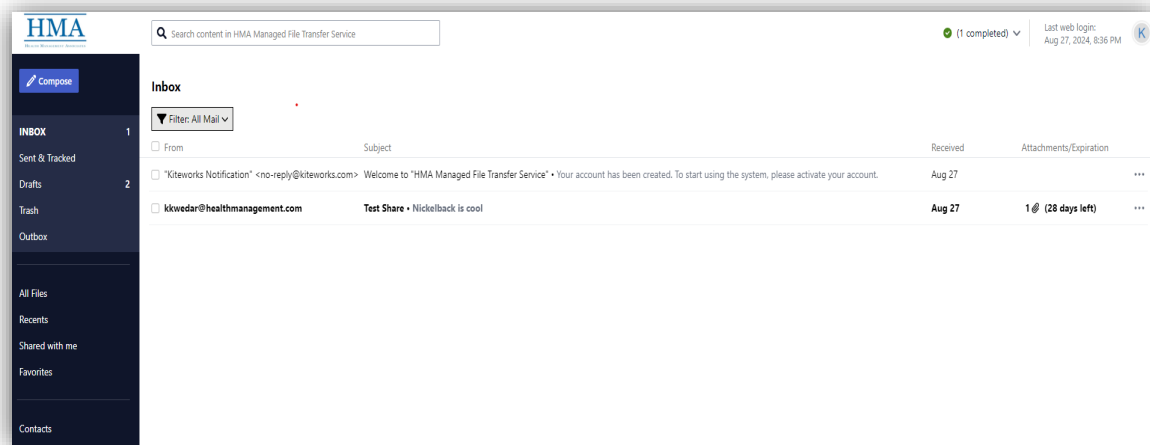 HMA
HEALTH MANAGEMENT ASSOCIATES
Search content in HMA Managed File Transfer Service
(1 completed)
Last web login:
Aug 27, 2024, 8:36 PM
K
Compose
INBOX 1
Sent & Tracked
Drafts 2
Trash
Outbox
All Files
Recents
Shared with me
Favorites
Contacts
Inbox
Filter: All Mail
From Subject Received Attachments/Expiration
"Kiteworks Notification" <no-reply@kiteworks.com> Welcome to "HMA Managed File Transfer Service" • Your account has been created. To start using the system, please activate your account. Aug 27 ...
kkwedar@healthmanagement.com Test Share • Nickelback is cool Aug 27 1 (28 days left) ...